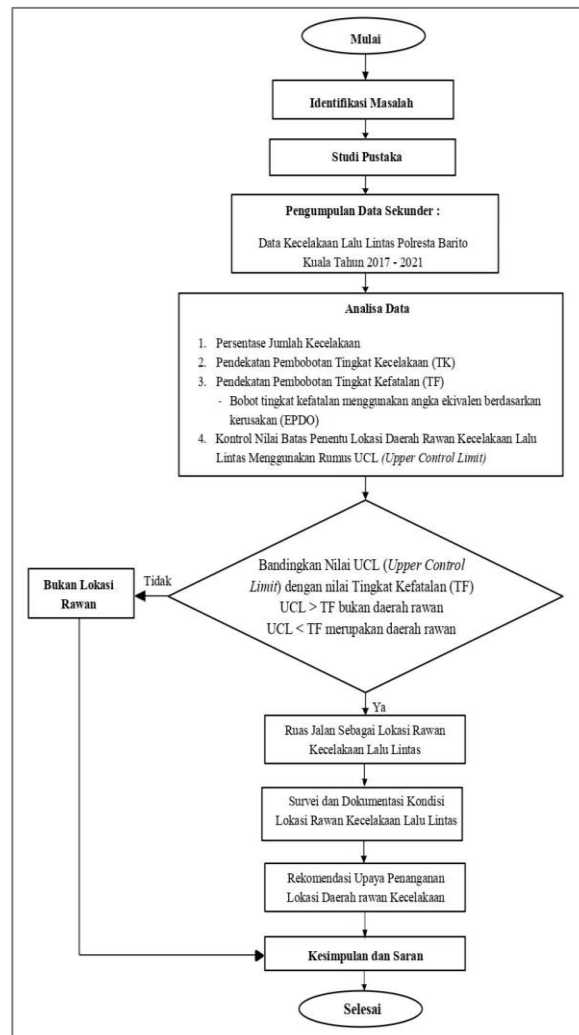 Mulai
Identifikasi Masalah
Studi Pustaka
Pengumpulan Data Sekunder :
Data Kecelakaan Lalu Lintas Polresta Barito
Kuala Tahun 2017 - 2021
Analisa Data
1. Persentase Jumlah Kecelakaan
2. Pendekatan Pembobotan Tingkat Kecelakaan (TK)
3. Pendekatan Pembobotan Tingkat Kefatalan (TF)
- Bobot tingkat kefatalan menggunakan angka ekivalen berdasarkan
kerusakan (EPDO)
4. Kontrol Nilai Batas Penentu Lokasi Daerah Rawan Kecelakaan Lalu
Lintas Menggunakan Rumus UCL (Upper Control Limit)
Bandingkan Nilai UCL (Upper Control
Limit) dengan nilai Tingkat Kefatalan (TF)
UCL > TF bukan daerah rawan
UCL < TF merupakan daerah rawan
Tidak
Bukan Lokasi
Rawan
Ya
Ruas Jalan Sebagai Lokasi Rawan
Kecelakaan Lalu Lintas
Survei dan Dokumentasi Kondisi
Lokasi Rawan Kecelakaan Lalu Lintas
Rekomendasi Upaya Penanganan
Lokasi Daerah rawan Kecelakaan
Kesimpulan dan Saran
Selesai